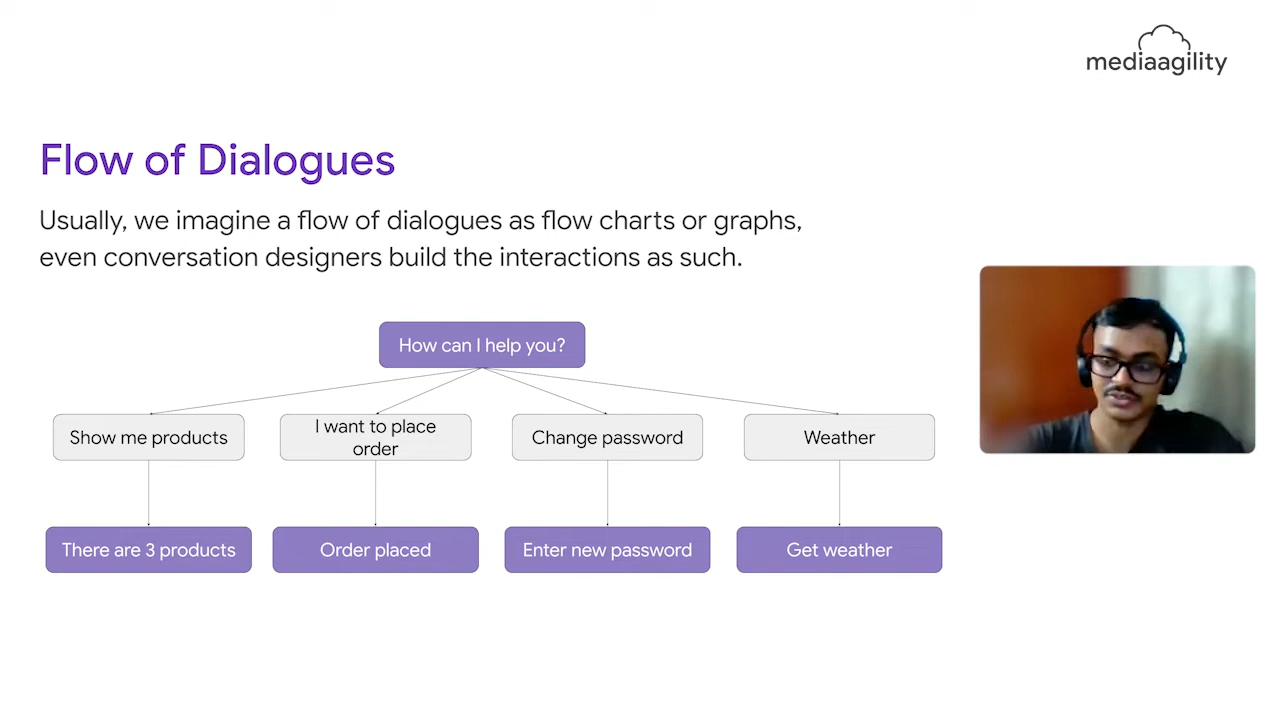 mediaagility
Flow of Dialogues
Usually, we imagine a flow of dialogues as flow charts or graphs,
even conversation designers build the interactions as such.
How can I help you?
Show me products
I want to place
order
Change password
Weather
There are 3 products
Order placed
Enter new password
Get weather